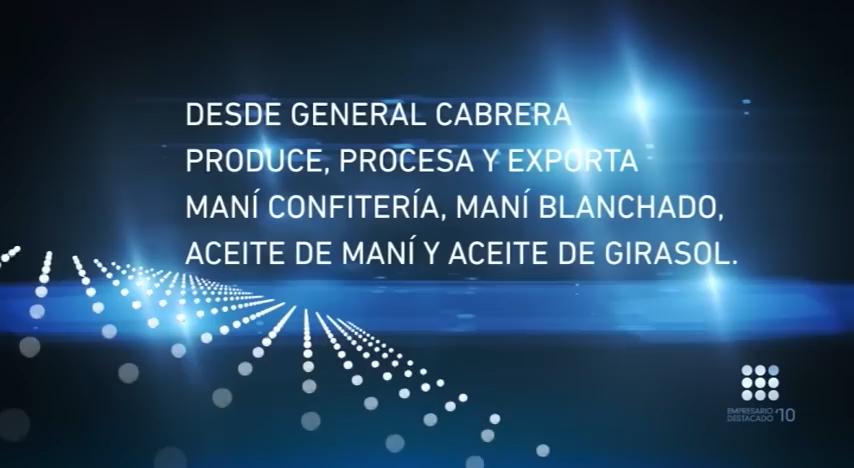 DESDE GENERAL CABRERA
PRODUCE, PROCESA Y EXPORTA
MANÍ CONFITERÍA, MANÍ BLANCHADO,
ACEITE DE MANÍ Y ACEITE DE GIRASOL.
EMPRESARIO
DESTACADO '10